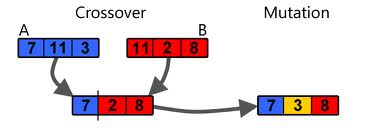 Crossover Mutation
A B
7 11 3 11 2 8
7 2 8 7 3 8